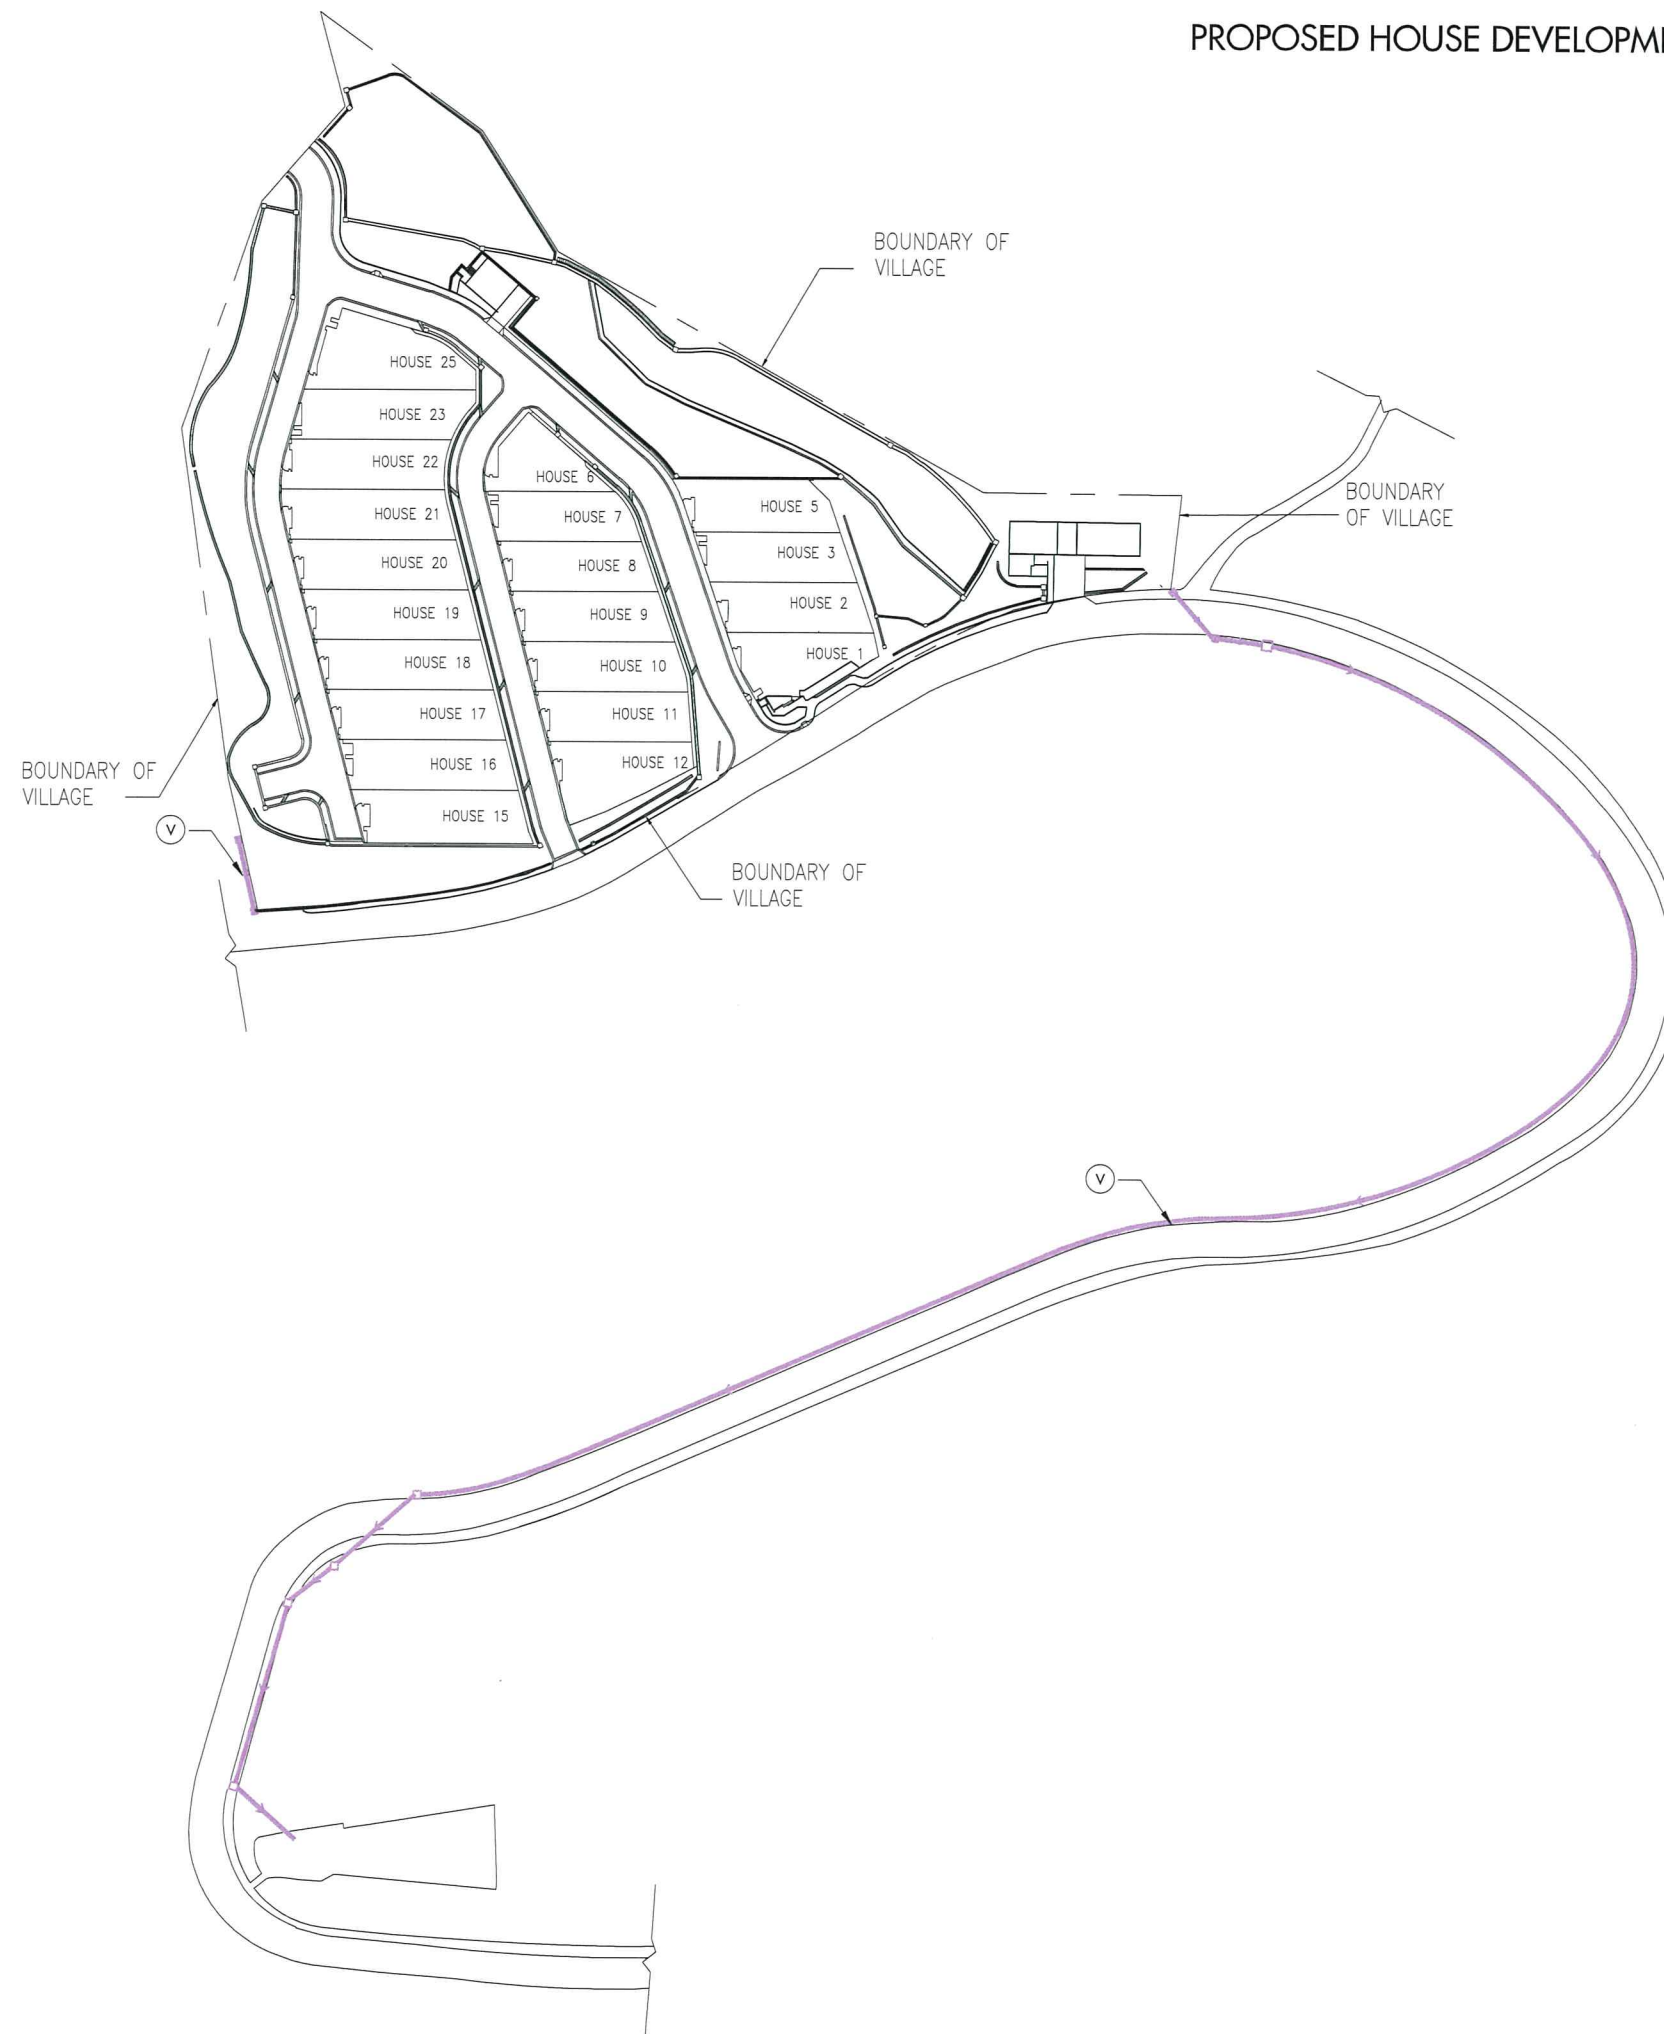 PROPOSED HOUSE DEVELOPM
BOUNDARY OF
VILLAGE
HOUSE 25
HOUSE 23
HOUSE 22
HOUSE 21
HOUSE 20
HOUSE 19
HOUSE 18
HOUSE 17
HOUSE 16
HOUSE 15
HOUSE 6
HOUSE 7
HOUSE 8
HOUSE 9
HOUSE 10
HOUSE 11
HOUSE 12
HOUSE 5
HOUSE 3
HOUSE 2
HOUSE 1
BOUNDARY
OF VILLAGE
BOUNDARY OF
VILLAGE
V
BOUNDARY OF
VILLAGE
V